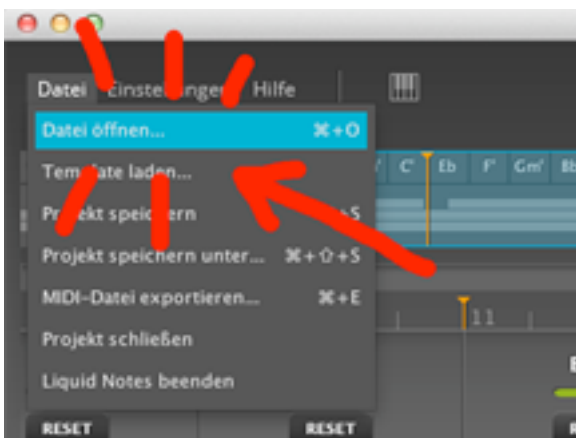 Datei Einstellungen Hilfe
Datei öffnen... ⌘+O
Template laden...
C' Eb F' Gm' Bb
Projekt speichern
Projekt speichern unter... ⌘+⇧+S
MIDI-Datei exportieren... ⌘+E
11
Projekt schließen
Liquid Notes beenden
RESET RESET